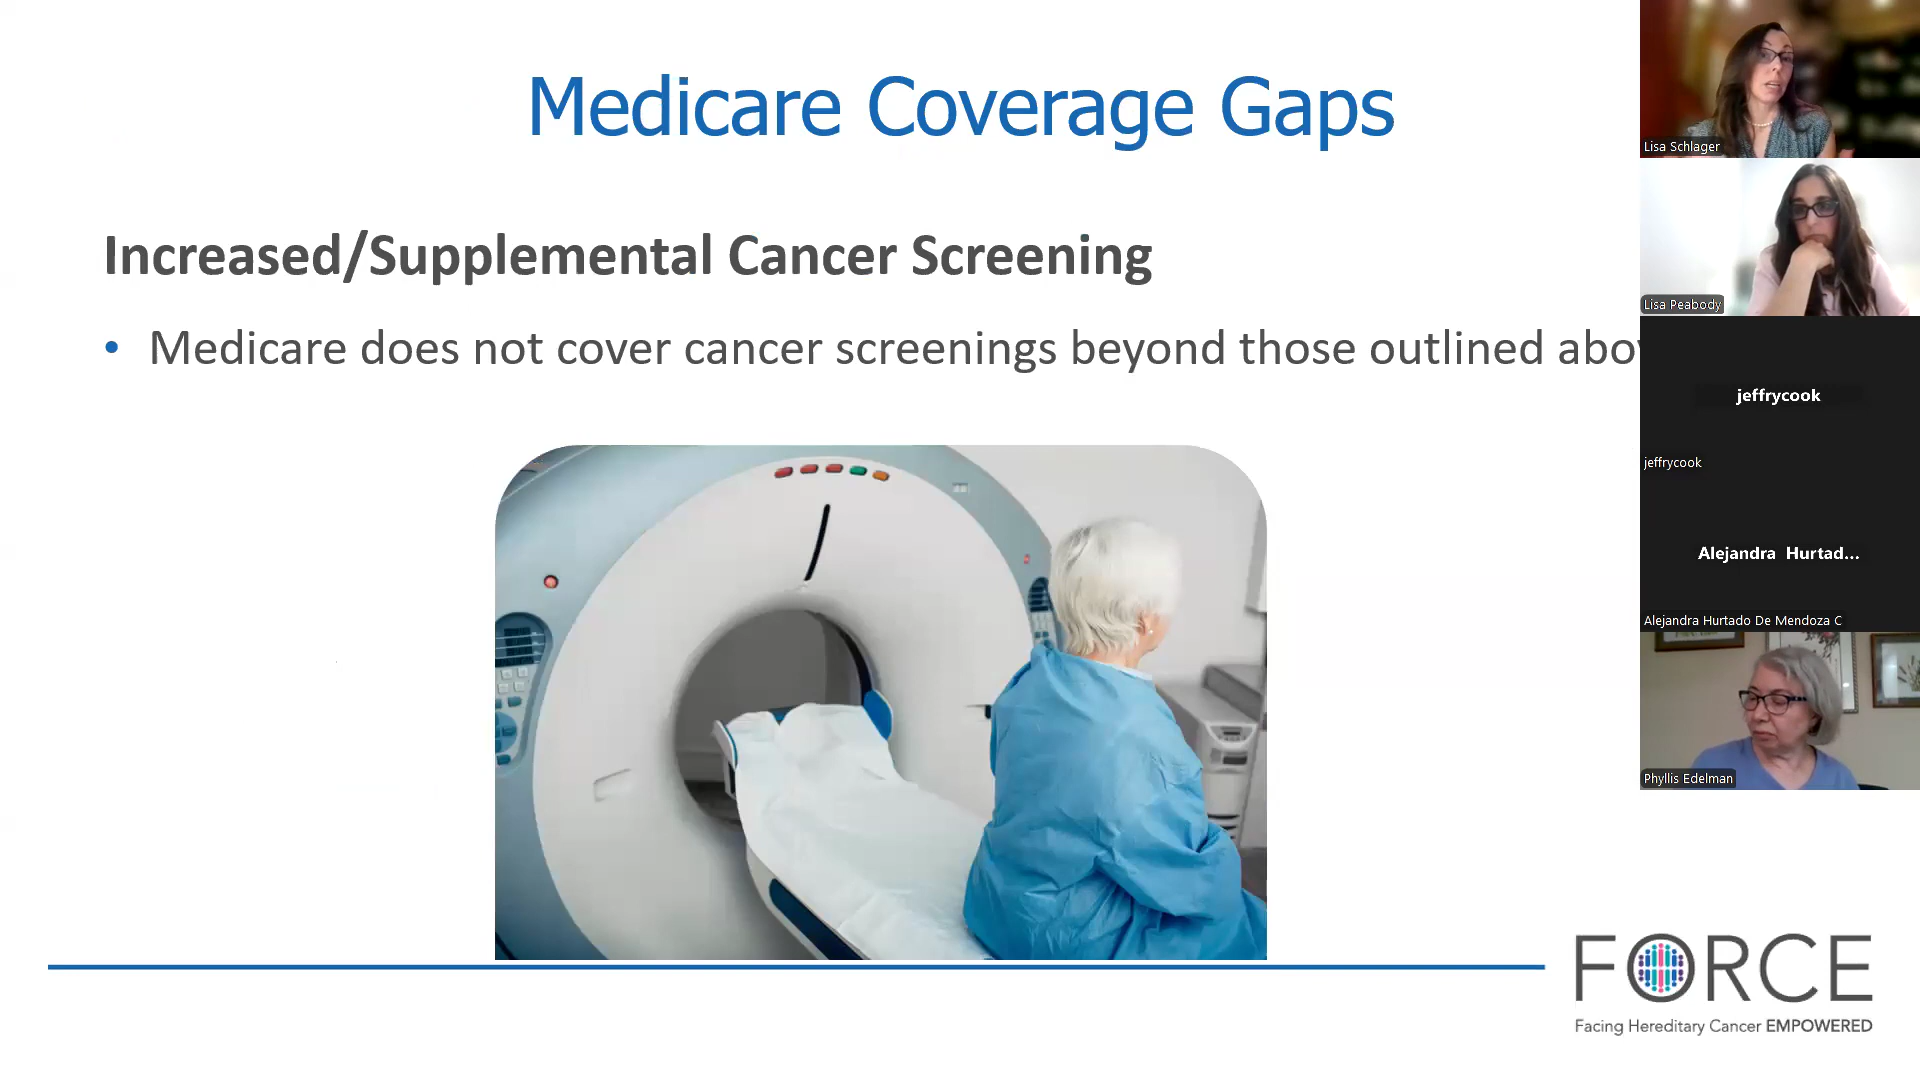 Medicare Coverage Gaps
Increased/Supplemental Cancer Screening
• Medicare does not cover cancer screenings beyond those outlined
Lisa Schlager
Lisa Peabody
jeffrycook
jeffrycook
Alejandra Hurtad...
Alejandra Hurtado De Mendoza C
Phyllis Edelman
FORCE
Facing Hereditary Cancer EMPOWERED